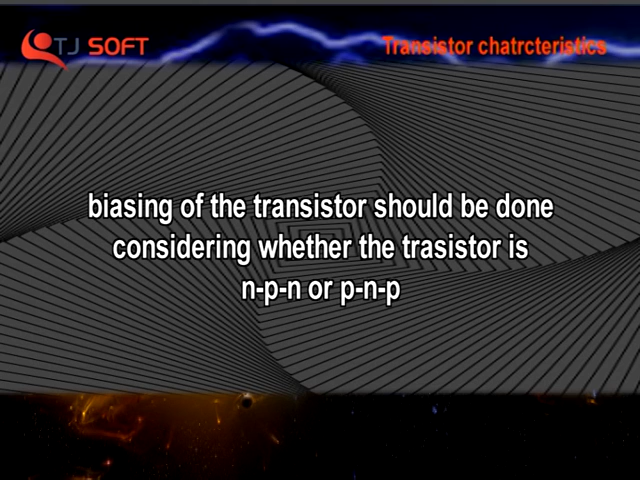 TJ SOFT
Transistor chatrcteristics
biasing of the transistor should be done
considering whether the trasistor is
n-p-n or p-n-p